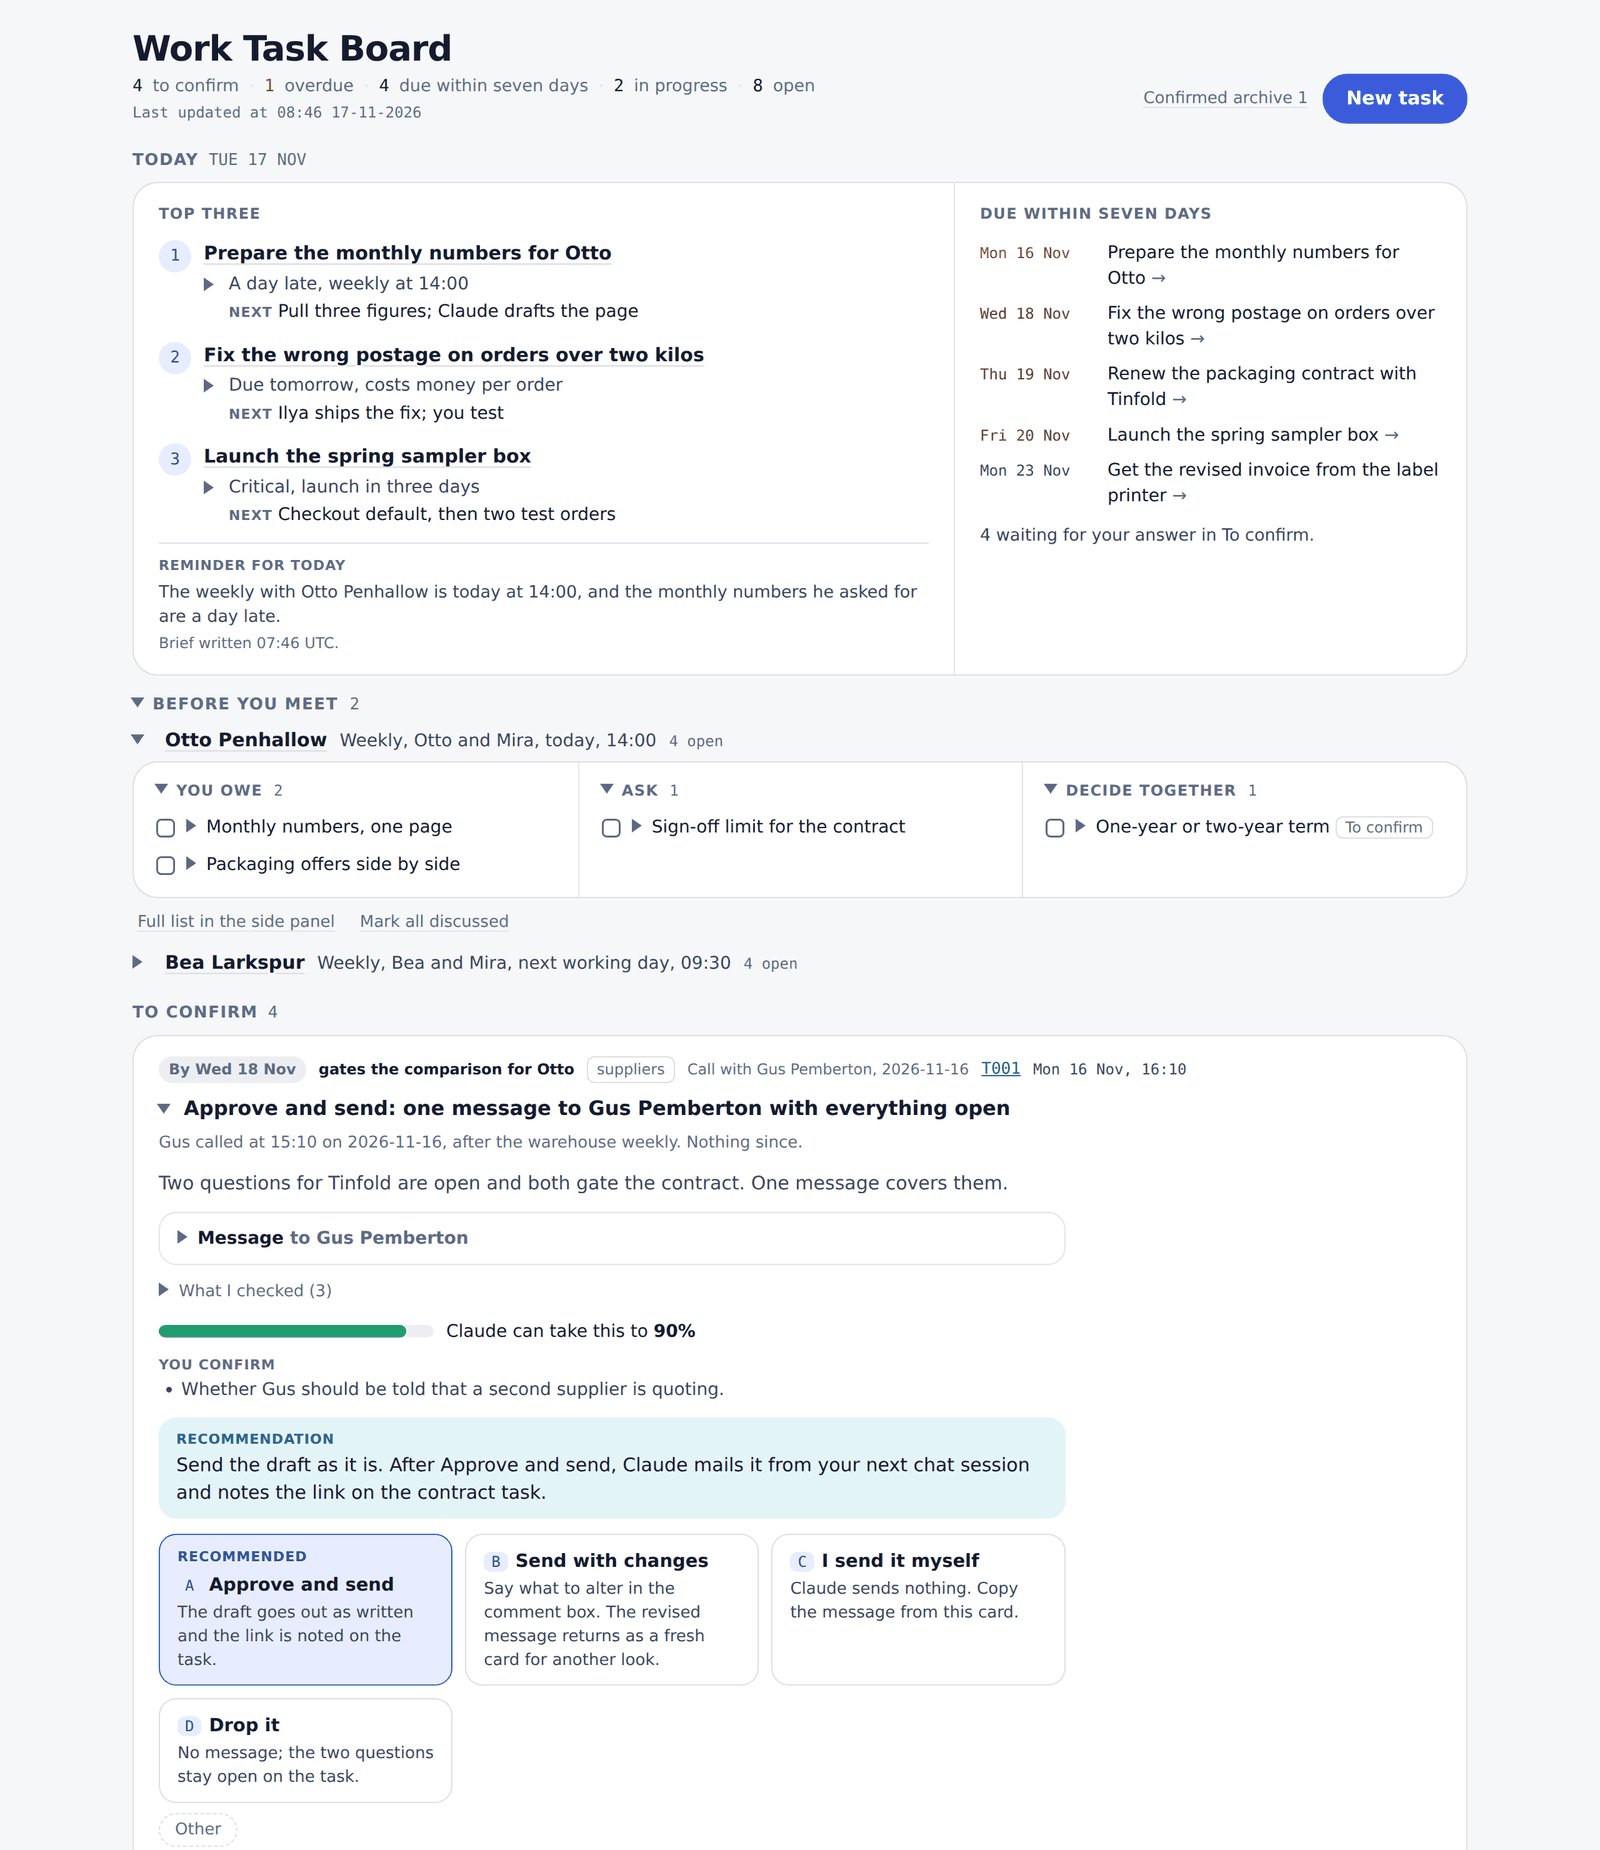 Work Task Board
4 to confirm · 1 overdue · 4 due within seven days · 2 in progress · 8 open
Last updated at 08:46 17-11-2026
Confirmed archive 1
New task
TODAY TUE 17 NOV
TOP THREE
1 Prepare the monthly numbers for Otto
A day late, weekly at 14:00
NEXT Pull three figures; Claude drafts the page
2 Fix the wrong postage on orders over two kilos
Due tomorrow, costs money per order
NEXT Ilya ships the fix; you test
3 Launch the spring sampler box
Critical, launch in three days
NEXT Checkout default, then two test orders
REMINDER FOR TODAY
The weekly with Otto Penhallow is today at 14:00, and the monthly numbers he asked for
are a day late.
Brief written 07:46 UTC.
DUE WITHIN SEVEN DAYS
Mon 16 Nov Prepare the monthly numbers for
Otto →
Wed 18 Nov Fix the wrong postage on orders over
two kilos →
Thu 19 Nov Renew the packaging contract with
Tinfold →
Fri 20 Nov Launch the spring sampler box →
Mon 23 Nov Get the revised invoice from the label
printer →
4 waiting for your answer in To confirm.
BEFORE YOU MEET 2
Otto Penhallow Weekly, Otto and Mira, today, 14:00 4 open
YOU OWE 2
Monthly numbers, one page
Packaging offers side by side
ASK 1
Sign-off limit for the contract
DECIDE TOGETHER 1
One-year or two-year term To confirm
Full list in the side panel Mark all discussed
Bea Larkspur Weekly, Bea and Mira, next working day, 09:30 4 open
TO CONFIRM 4
By Wed 18 Nov gates the comparison for Otto suppliers Call with Gus Pemberton, 2026-11-16 T001 Mon 16 Nov, 16:10
Approve and send: one message to Gus Pemberton with everything open
Gus called at 15:10 on 2026-11-16, after the warehouse weekly. Nothing since.
Two questions for Tinfold are open and both gate the contract. One message covers them.
Message to Gus Pemberton
What I checked (3)
Claude can take this to 90%
YOU CONFIRM
• Whether Gus should be told that a second supplier is quoting.
RECOMMENDATION
Send the draft as it is. After Approve and send, Claude mails it from your next chat session
and notes the link on the contract task.
RECOMMENDED
A Approve and send
The draft goes out as written
and the link is noted on the
task.
B Send with changes
Say what to alter in the
comment box. The revised
message returns as a fresh
card for another look.
C I send it myself
Claude sends nothing. Copy
the message from this card.
D Drop it
No message; the two questions
stay open on the task.
Other